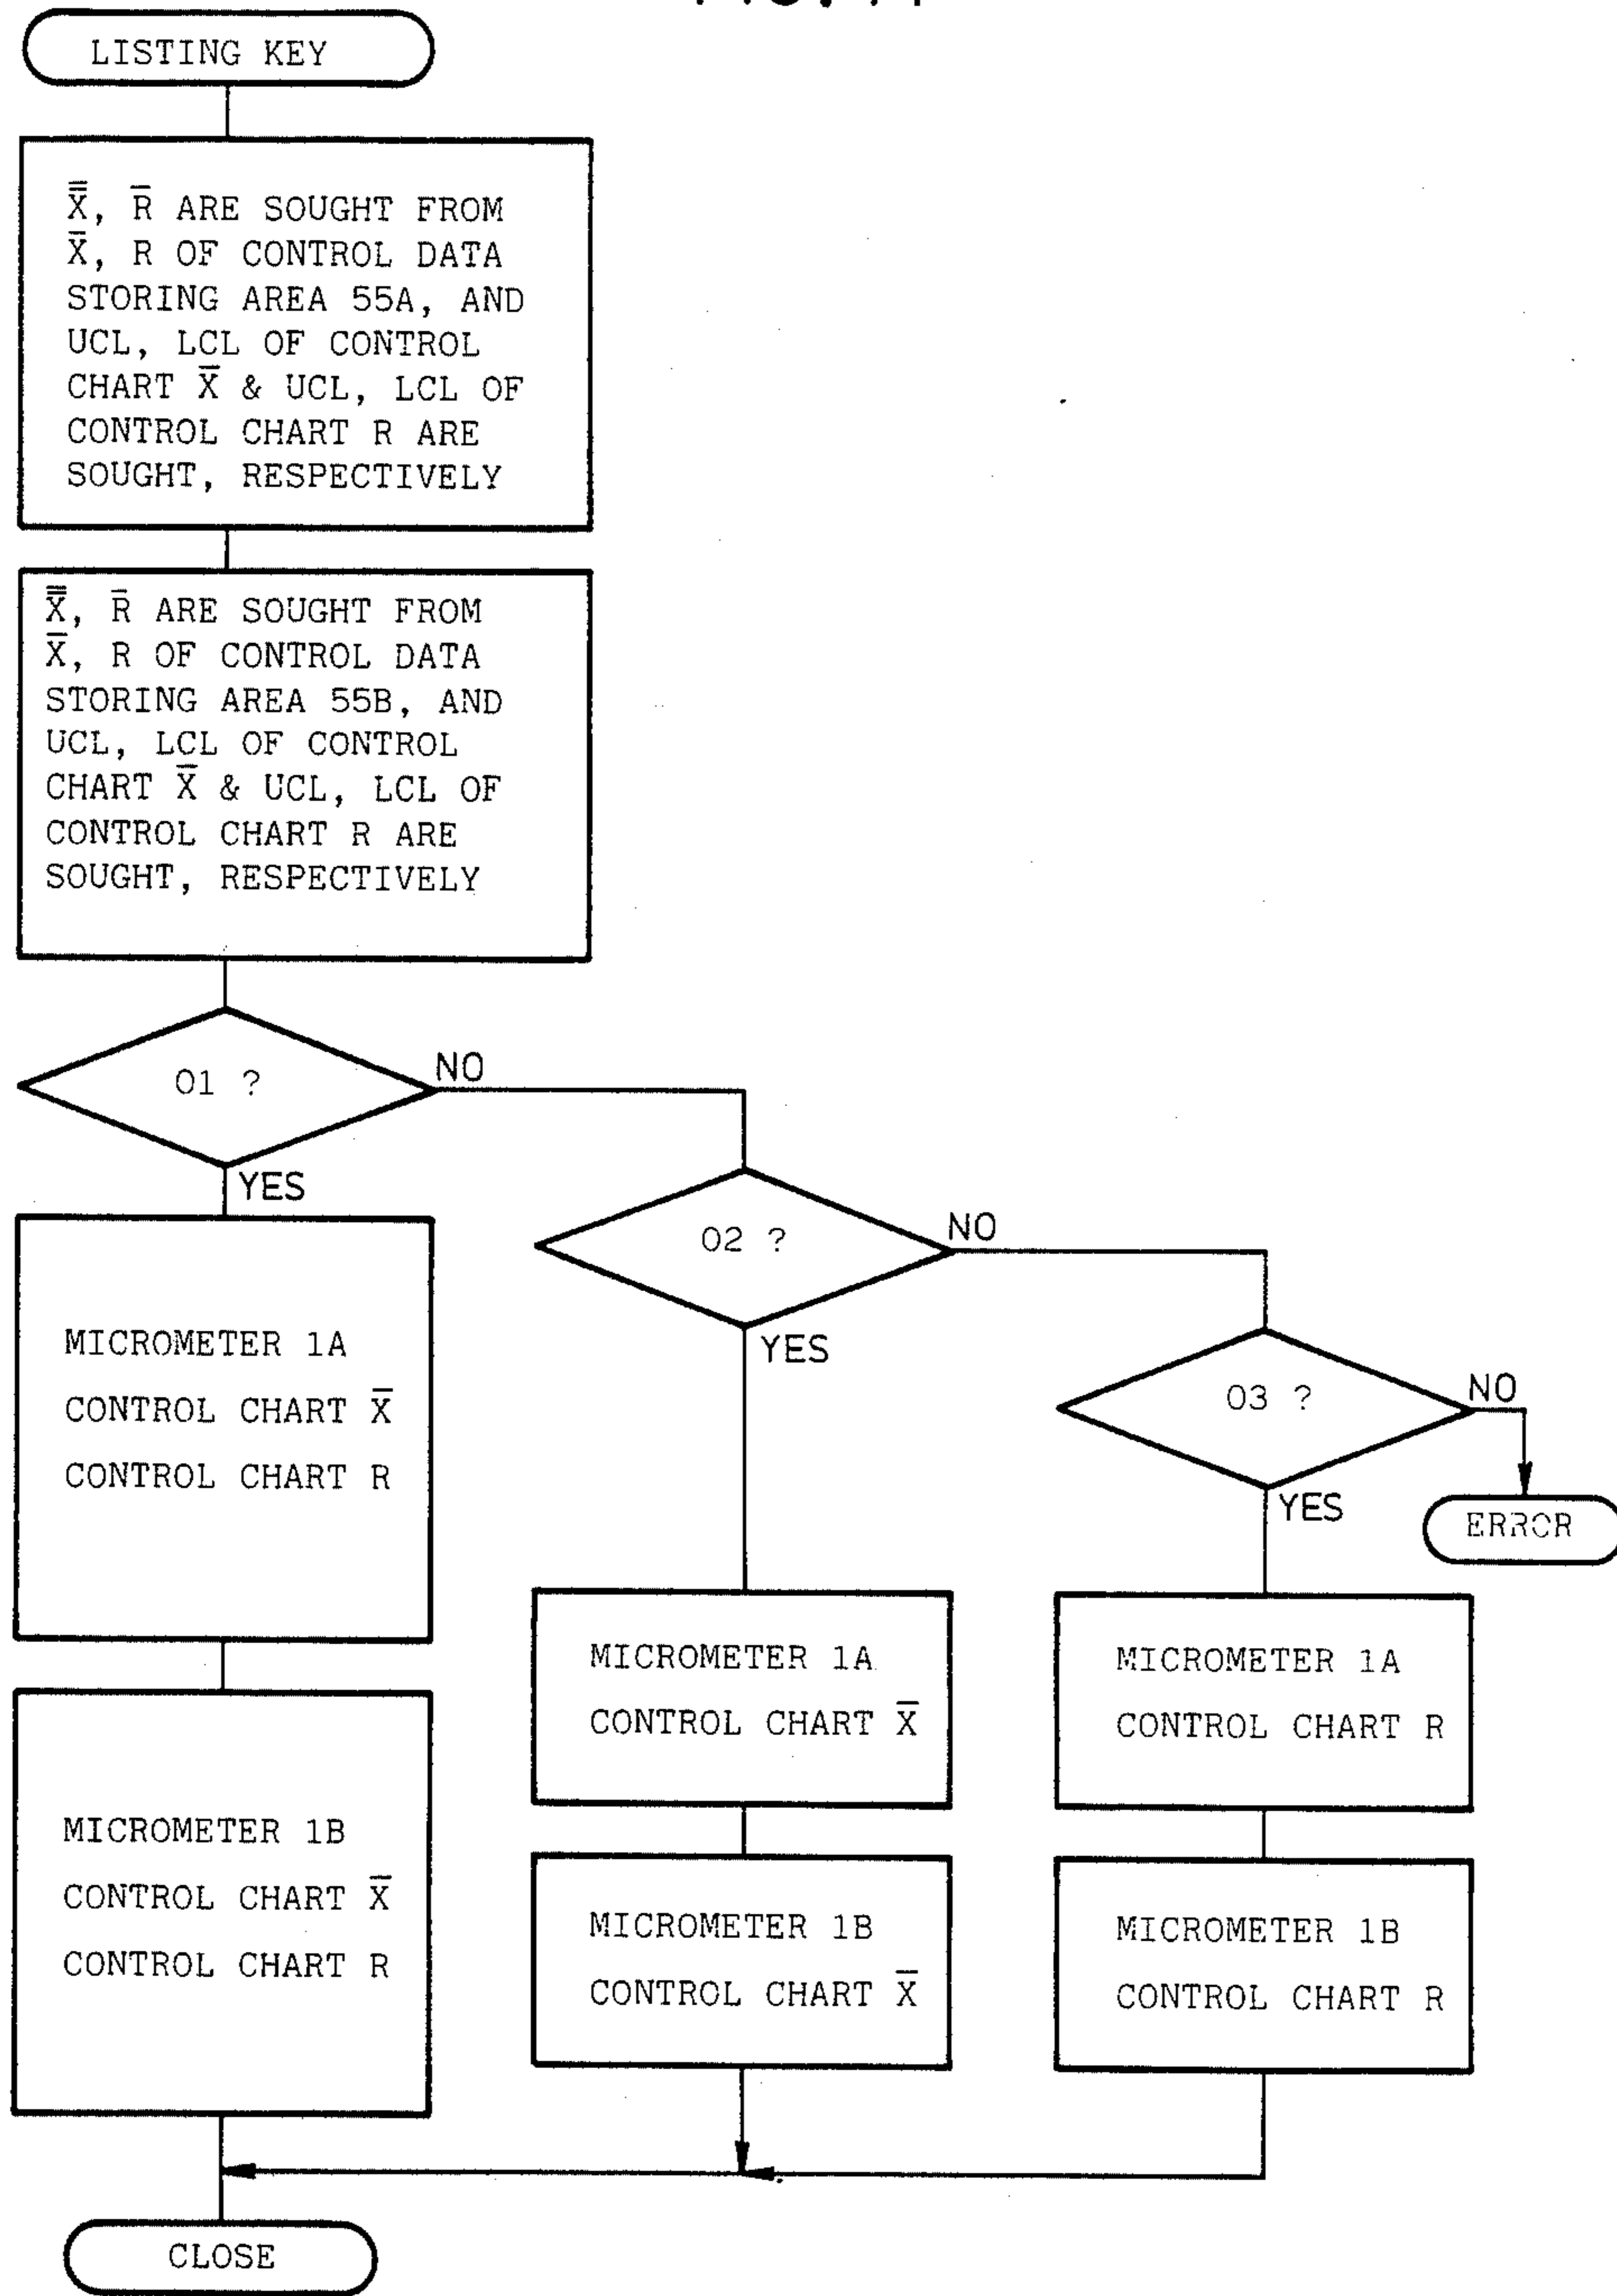 LISTING KEY
X̿, R̄ ARE SOUGHT FROM
X̄, R OF CONTROL DATA
STORING AREA 55A, AND
UCL, LCL OF CONTROL
CHART X̄ & UCL, LCL OF
CONTROL CHART R ARE
SOUGHT, RESPECTIVELY
X̿, R̄ ARE SOUGHT FROM
X̄, R OF CONTROL DATA
STORING AREA 55B, AND
UCL, LCL OF CONTROL
CHART X̄ & UCL, LCL OF
CONTROL CHART R ARE
SOUGHT, RESPECTIVELY
01 ?
NO
YES
02 ?
NO
YES
03 ?
NO
YES
ERROR
MICROMETER 1A
CONTROL CHART X̄
CONTROL CHART R
MICROMETER 1B
CONTROL CHART X̄
CONTROL CHART R
MICROMETER 1A
CONTROL CHART X̄
MICROMETER 1B
CONTROL CHART X̄
MICROMETER 1A
CONTROL CHART R
MICROMETER 1B
CONTROL CHART R
CLOSE